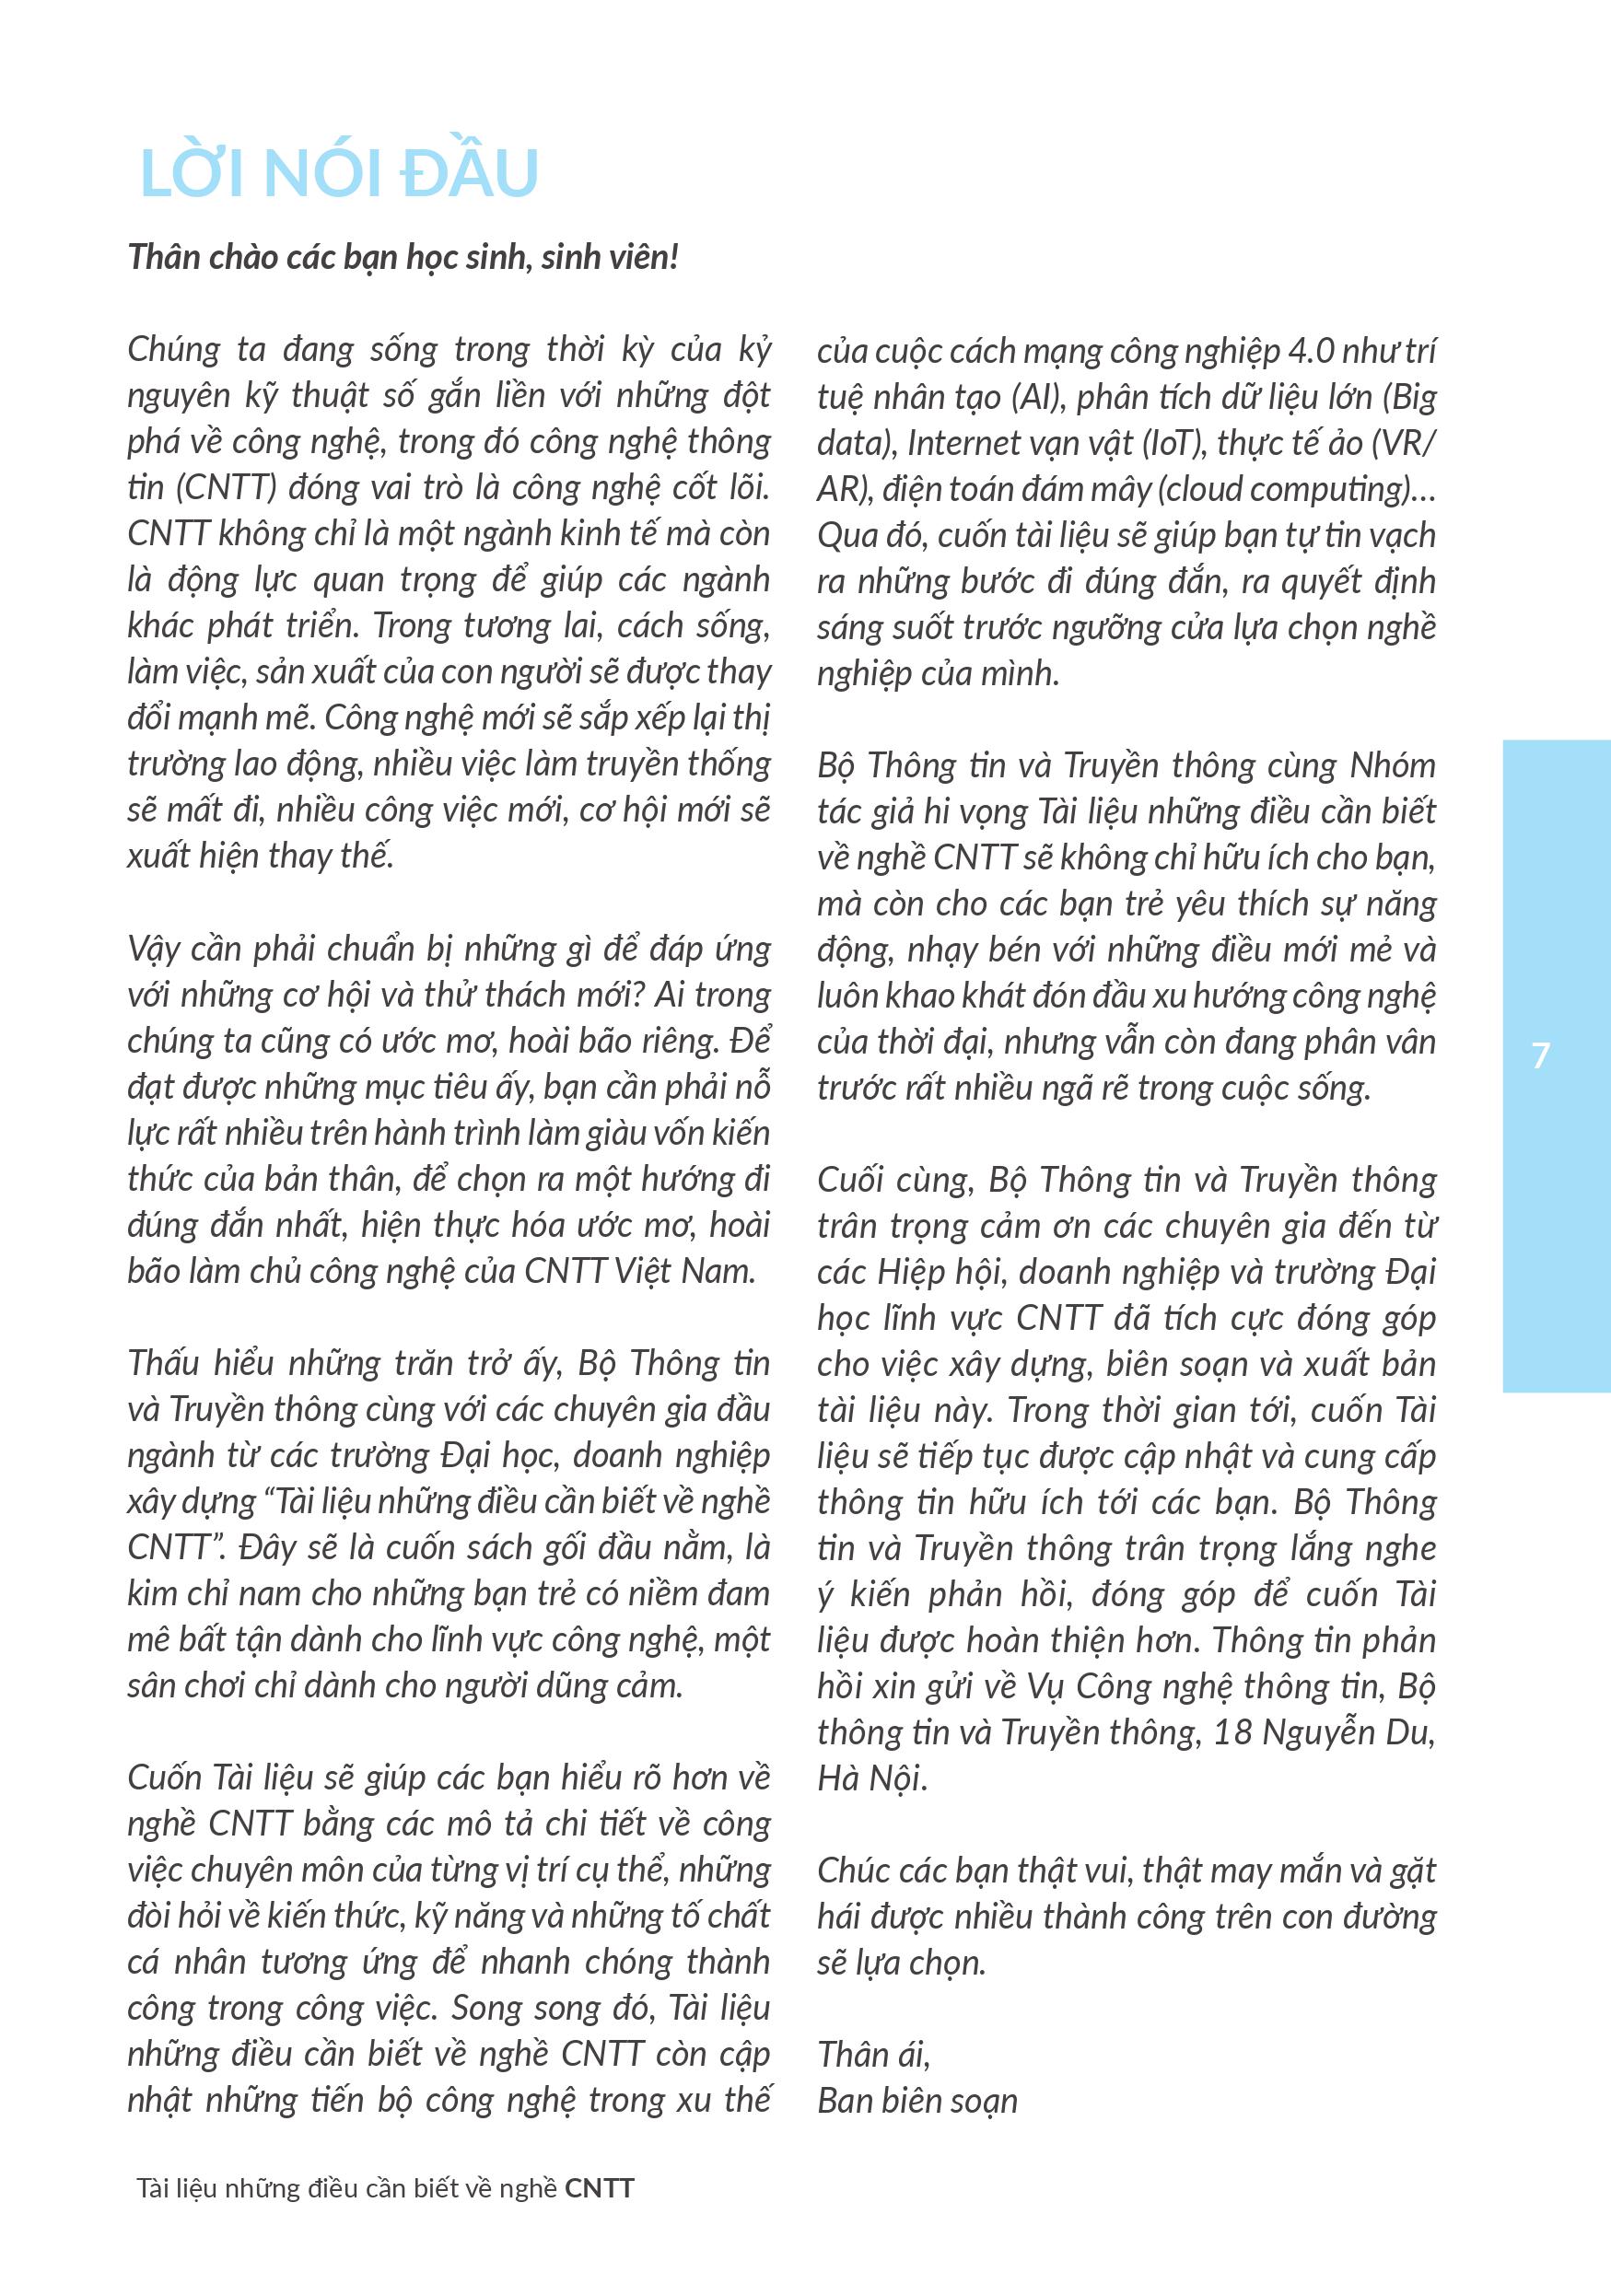 LỜI NÓI ĐẦU
Thân chào các bạn học sinh, sinh viên!
Chúng ta đang sống trong thời kỳ của kỷ
nguyên kỹ thuật số gắn liền với những đột
phá về công nghệ, trong đó công nghệ thông
tin (CNTT) đóng vai trò là công nghệ cốt lõi.
CNTT không chỉ là một ngành kinh tế mà còn
là động lực quan trọng để giúp các ngành
khác phát triển. Trong tương lai, cách sống,
làm việc, sản xuất của con người sẽ được thay
đổi mạnh mẽ. Công nghệ mới sẽ sắp xếp lại thị
trường lao động, nhiều việc làm truyền thống
sẽ mất đi, nhiều công việc mới, cơ hội mới sẽ
xuất hiện thay thế.
Vậy cần phải chuẩn bị những gì để đáp ứng
với những cơ hội và thử thách mới? Ai trong
chúng ta cũng có ước mơ, hoài bão riêng. Để
đạt được những mục tiêu ấy, bạn cần phải nỗ
lực rất nhiều trên hành trình làm giàu vốn kiến
thức của bản thân, để chọn ra một hướng đi
đúng đắn nhất, hiện thực hóa ước mơ, hoài
bão làm chủ công nghệ của CNTT Việt Nam.
Thấu hiểu những trăn trở ấy, Bộ Thông tin
và Truyền thông cùng với các chuyên gia đầu
ngành từ các trường Đại học, doanh nghiệp
xây dựng “Tài liệu những điều cần biết về nghề
CNTT”. Đây sẽ là cuốn sách gối đầu nằm, là
kim chỉ nam cho những bạn trẻ có niềm đam
mê bất tận dành cho lĩnh vực công nghệ, một
sân chơi chỉ dành cho người dũng cảm.
Cuốn Tài liệu sẽ giúp các bạn hiểu rõ hơn về
nghề CNTT bằng các mô tả chi tiết về công
việc chuyên môn của từng vị trí cụ thể, những
đòi hỏi về kiến thức, kỹ năng và những tố chất
cá nhân tương ứng để nhanh chóng thành
công trong công việc. Song song đó, Tài liệu
những điều cần biết về nghề CNTT còn cập
nhật những tiến bộ công nghệ trong xu thế
của cuộc cách mạng công nghiệp 4.0 như trí
tuệ nhân tạo (AI), phân tích dữ liệu lớn (Big
data), Internet vạn vật (IoT), thực tế ảo (VR/
AR), điện toán đám mây (cloud computing)...
Qua đó, cuốn tài liệu sẽ giúp bạn tự tin vạch
ra những bước đi đúng đắn, ra quyết định
sáng suốt trước ngưỡng cửa lựa chọn nghề
nghiệp của mình.
Bộ Thông tin và Truyền thông cùng Nhóm
tác giả hi vọng Tài liệu những điều cần biết
về nghề CNTT sẽ không chỉ hữu ích cho bạn,
mà còn cho các bạn trẻ yêu thích sự năng
động, nhạy bén với những điều mới mẻ và
luôn khao khát đón đầu xu hướng công nghệ
của thời đại, nhưng vẫn còn đang phân vân
trước rất nhiều ngã rẽ trong cuộc sống.
Cuối cùng, Bộ Thông tin và Truyền thông
trân trọng cảm ơn các chuyên gia đến từ
các Hiệp hội, doanh nghiệp và trường Đại
học lĩnh vực CNTT đã tích cực đóng góp
cho việc xây dựng, biên soạn và xuất bản
tài liệu này. Trong thời gian tới, cuốn Tài
liệu sẽ tiếp tục được cập nhật và cung cấp
thông tin hữu ích tới các bạn. Bộ Thông
tin và Truyền thông trân trọng lắng nghe
ý kiến phản hồi, đóng góp để cuốn Tài
liệu được hoàn thiện hơn. Thông tin phản
hồi xin gửi về Vụ Công nghệ thông tin, Bộ
thông tin và Truyền thông, 18 Nguyễn Du,
Hà Nội.
Chúc các bạn thật vui, thật may mắn và gặt
hái được nhiều thành công trên con đường
sẽ lựa chọn.
Thân ái,
Ban biên soạn
7
Tài liệu những điều cần biết về nghề CNTT